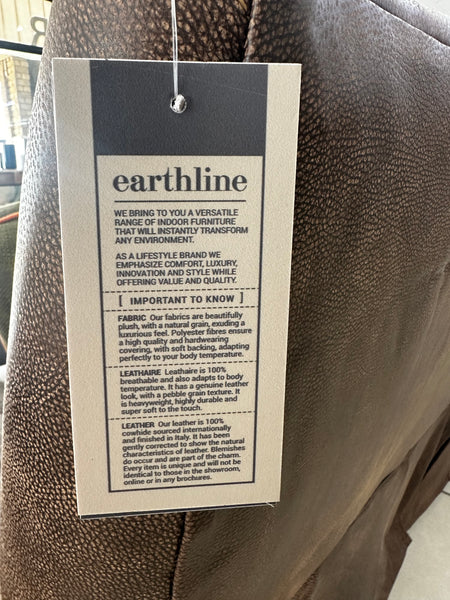 earthline
WE BRING TO YOU A VERSATILE
RANGE OF INDOOR FURNITURE
THAT WILL INSTANTLY TRANSFORM
ANY ENVIRONMENT.
AS A LIFESTYLE BRAND WE
EMPHASIZE COMFORT, LUXURY,
INNOVATION AND STYLE WHILE
OFFERING VALUE AND QUALITY.
[ IMPORTANT TO KNOW ]
FABRIC Our fabrics are beautifully
plush, with a natural grain, exuding a
luxurious feel. Polyester fibres ensure
a high quality and hardwearing
covering, with soft backing, adapting
perfectly to your body temperature.
LEATHAIRE Leathaire is 100%
breathable and also adapts to body
temperature. It has a genuine leather
look, with a pebble grain texture. It
is heavyweight, highly durable and
super soft to the touch.
LEATHER Our leather is 100%
cowhide sourced internationally
and finished in Italy. It has been
gently corrected to show the natural
characteristics of leather. Blemishes
do occur and are part of the charm.
Every item is unique and will not be
identical to those in the showroom,
online or in any brochures.